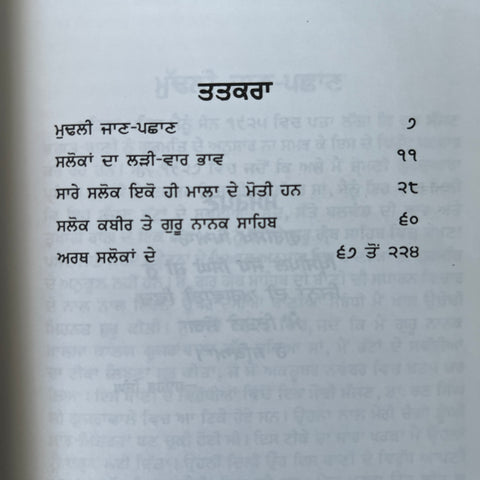 ਤਤਕਰਾ
ਮੁਢਲੀ ਜਾਣ-ਪਛਾਣ ੭
ਸਲੋਕਾਂ ਦਾ ਲੜੀ-ਵਾਰ ਭਾਵ ੧੧
ਸਾਰੇ ਸਲੋਕ ਇਕੋ ਹੀ ਮਾਲਾ ਦੇ ਮੋਤੀ ਹਨ ੨੮
ਸਲੋਕ ਕਬੀਰ ਤੇ ਗੁਰੂ ਨਾਨਕ ਸਾਹਿਬ ੬੦
ਅਰਥ ਸਲੋਕਾਂ ਦੇ ੬੭ ਤੋਂ ੨੨੪